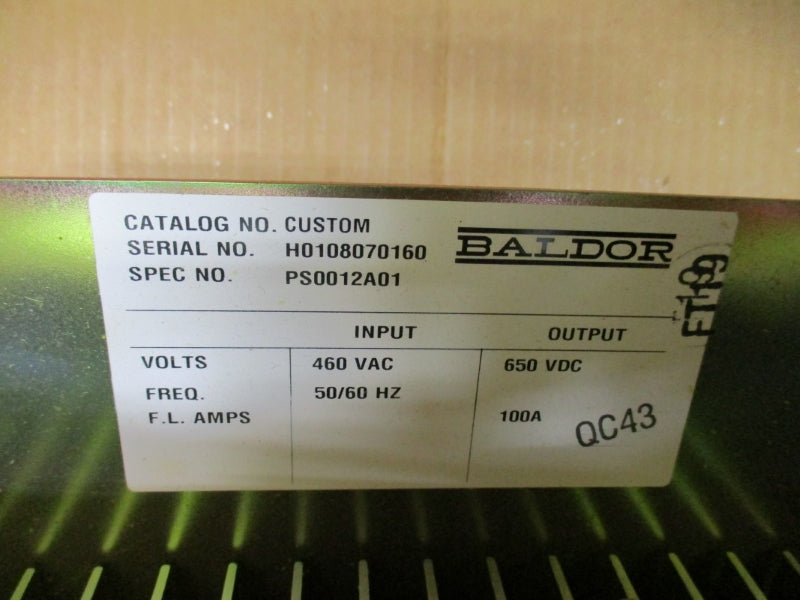 CATALOG NO. CUSTOM
SERIAL NO. H0108070160
SPEC NO. PS0012A01
BALDOR
INPUT OUTPUT
VOLTS 460 VAC 650 VDC
FREQ. 50/60 HZ
F.L. AMPS 100A
QC43